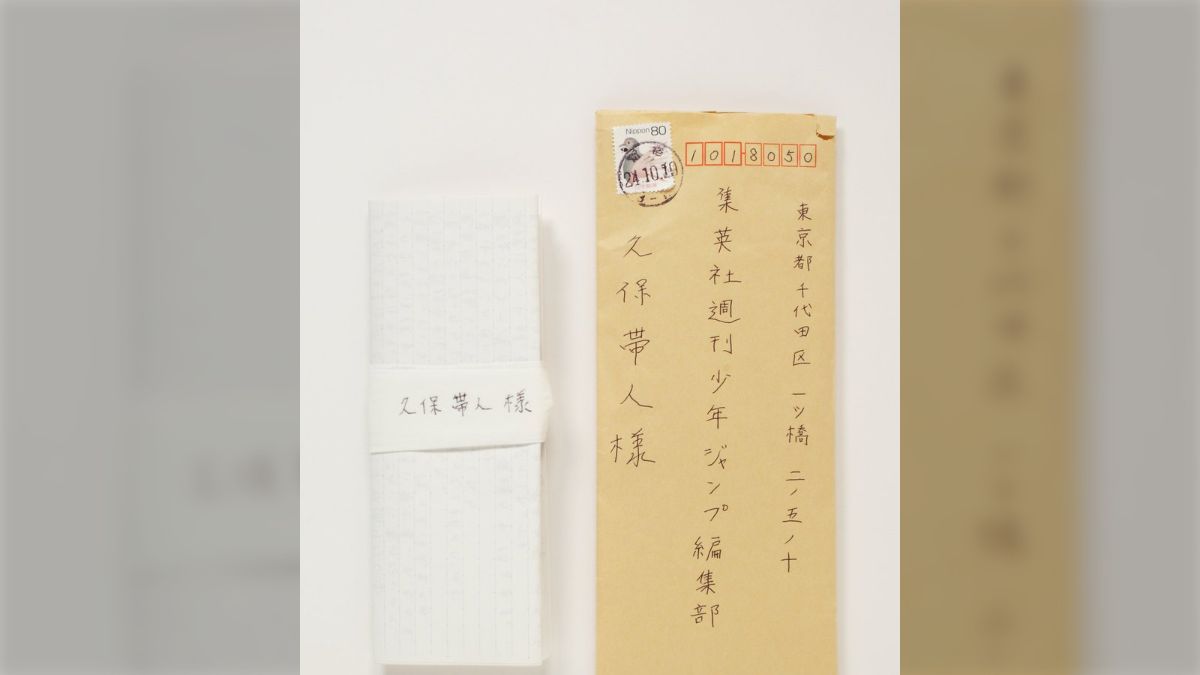 久保帯人 様
Nippon 80
24.10.10
1018050
東京都千代田区一ツ橋二ノ五ノ十
集英社週刊少年ジャンプ編集部
久保帯人様